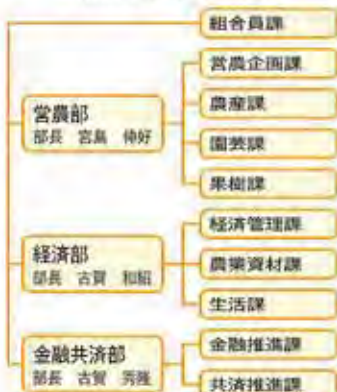 組合員課
営農部
部長 宮島 伸好
営農企画課
農産課
園芸課
果樹課
経済部
部長 古賀 和昭
経済管理課
農業資材課
生活課
金融共済部
部長 古賀 秀隆
金融推進課
共済推進課